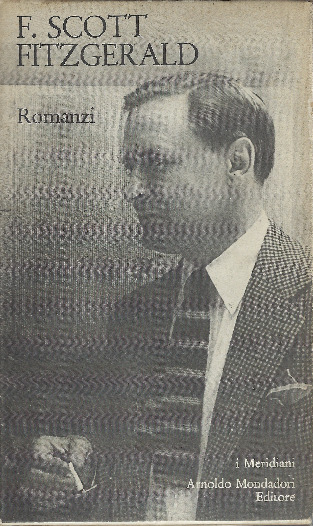 F. SCOTT
FITZGERALD
Romanzi
i Meridiani
Arnoldo Mondadori
Editore